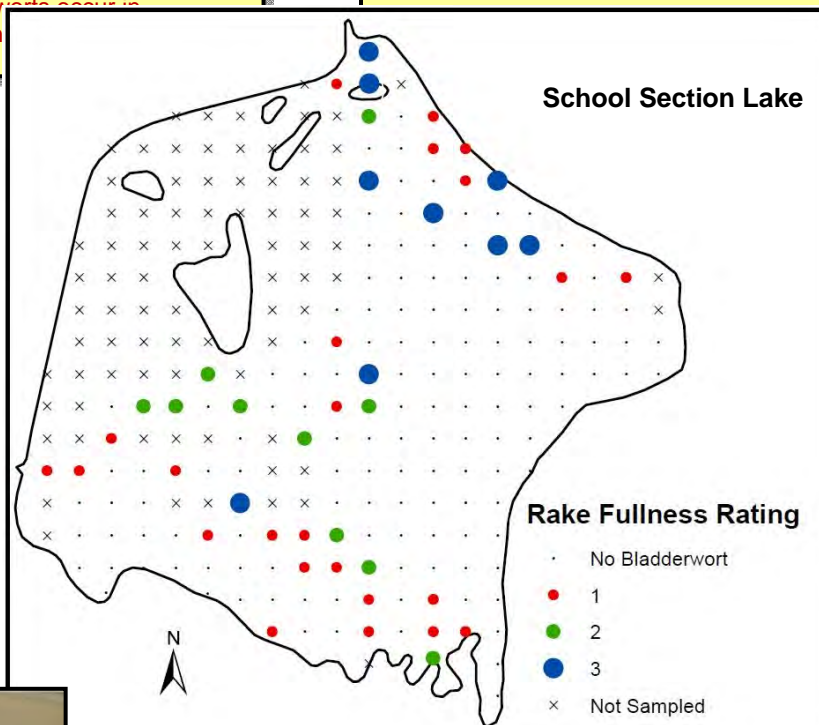 School Section Lake
Rake Fullness Rating
No Bladderwort
1
2
3
Not Sampled
N